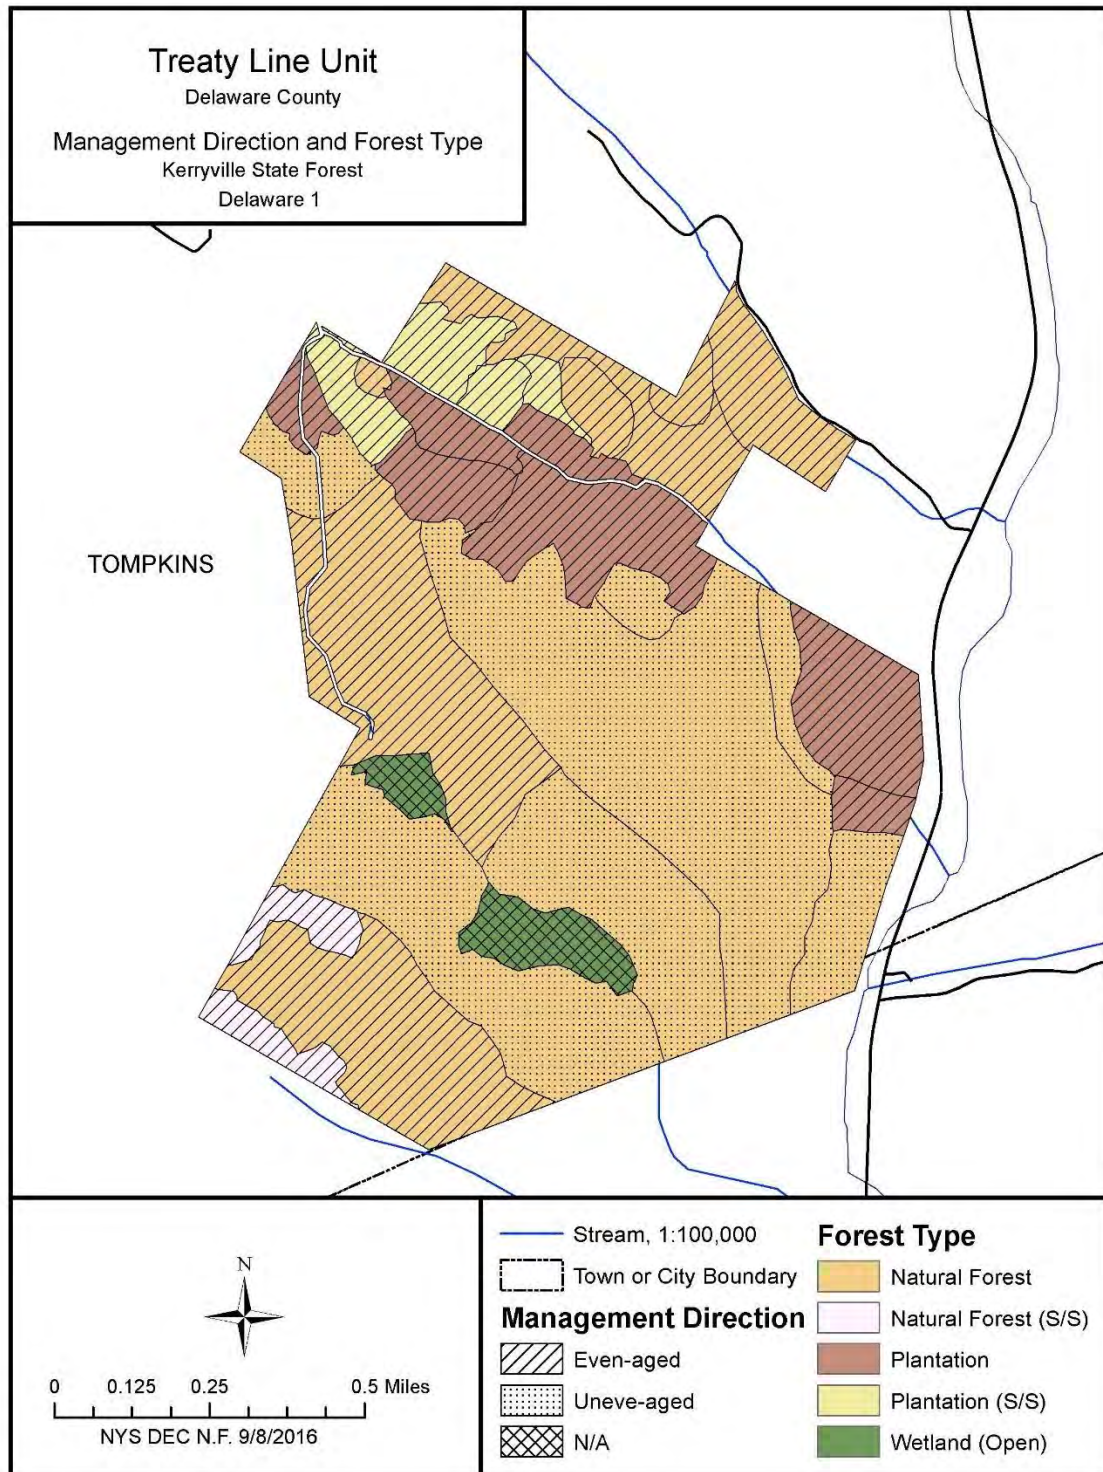 Treaty Line Unit
Delaware County
Management Direction and Forest Type
Kerryville State Forest
Delaware 1
TOMPKINS
N
0 0.125 0.25 0.5 Miles
NYS DEC N.F. 9/8/2016
Stream, 1:100,000
Town or City Boundary
Management Direction
Even-aged
Uneve-aged
N/A
Forest Type
Natural Forest
Natural Forest (S/S)
Plantation
Plantation (S/S)
Wetland (Open)